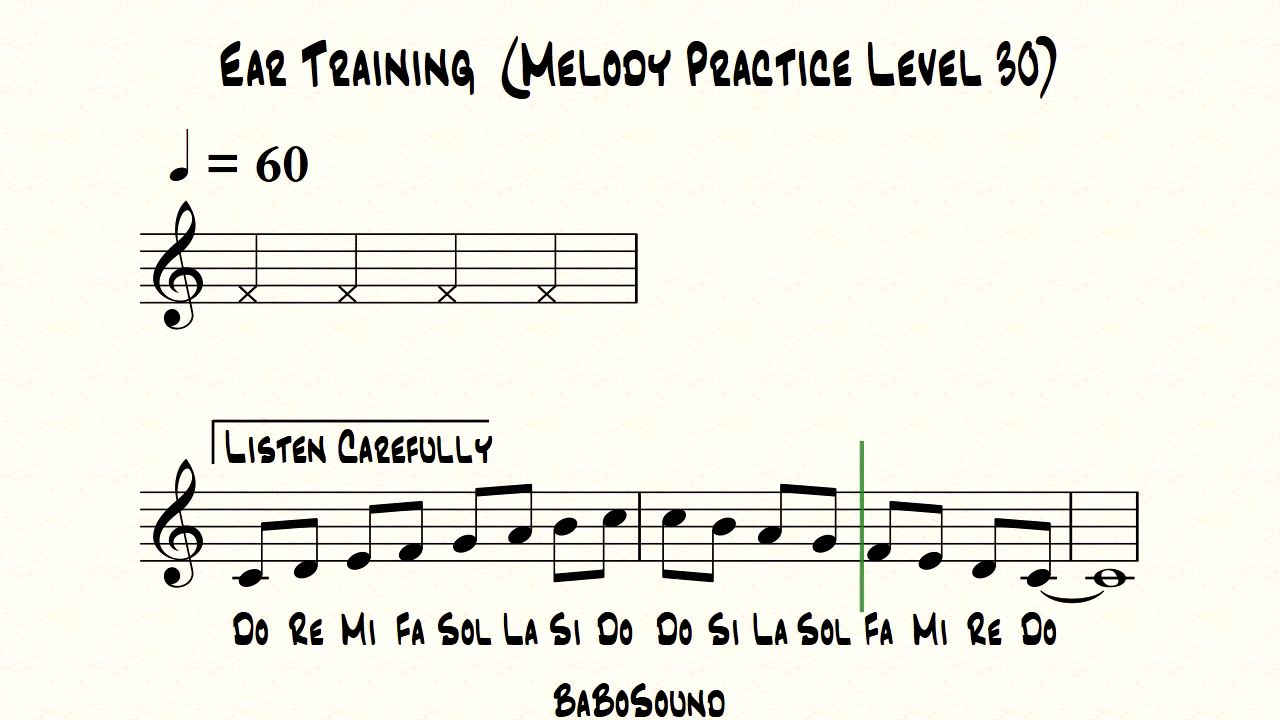 Ear Training (Melody Practice Level 30)
♩ = 60
Listen Carefully
Do Re Mi Fa Sol La Si Do Do Si La Sol Fa Mi Re Do
BaBoSound